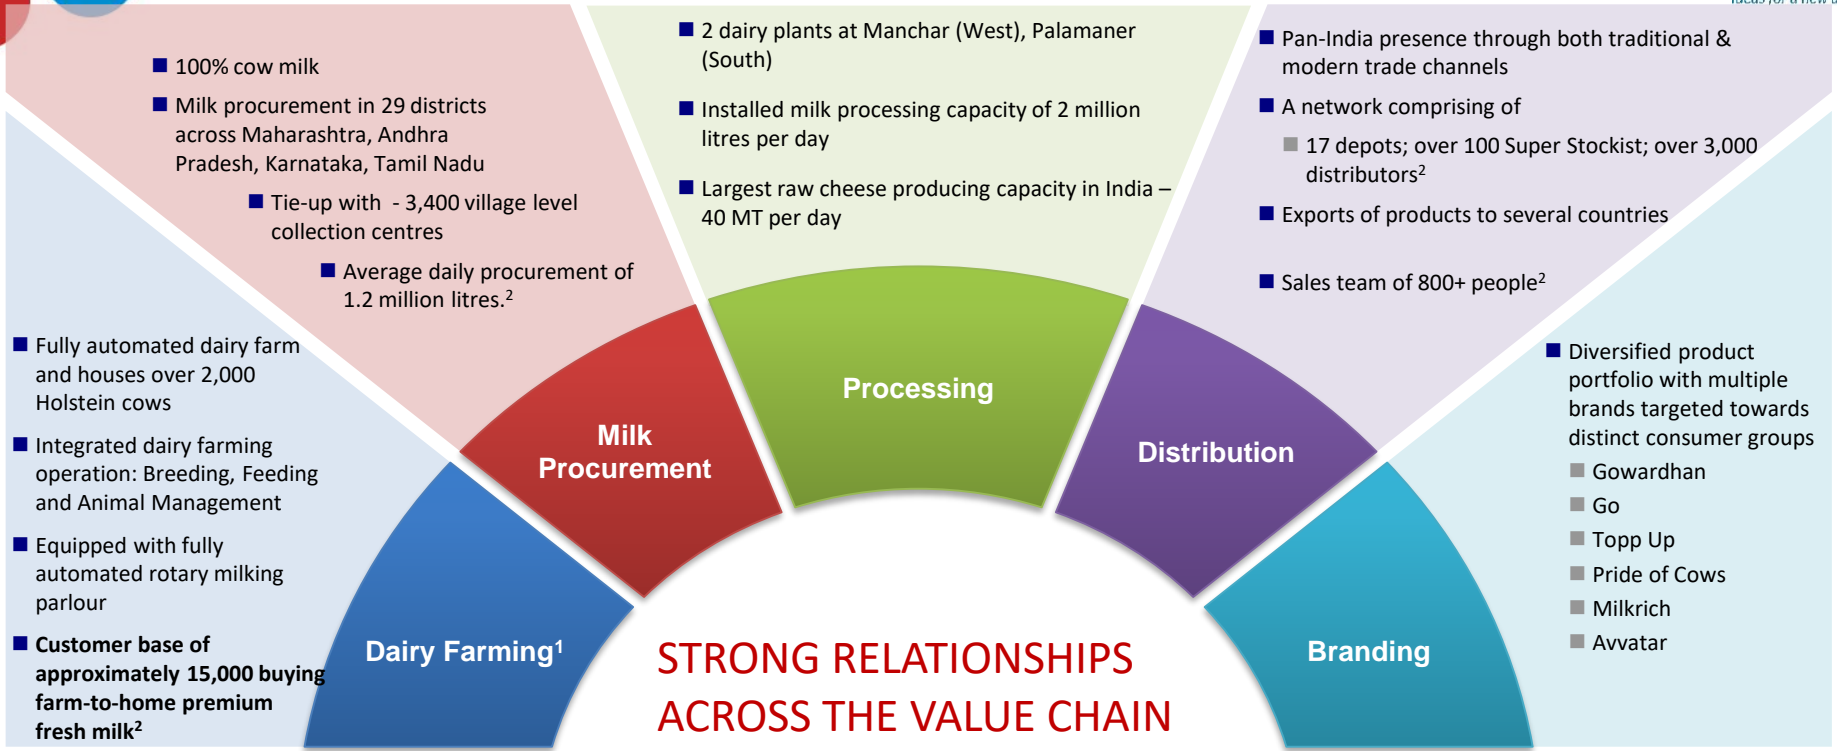 ideas for a new
■ Fully automated dairy farm
and houses over 2,000
Holstein cows
■ Integrated dairy farming
operation: Breeding, Feeding
and Animal Management
■ Equipped with fully
automated rotary milking
parlour
■ Customer base of
approximately 15,000 buying
farm-to-home premium
fresh milk²
Dairy Farming¹
■ 100% cow milk
■ Milk procurement in 29 districts
across Maharashtra, Andhra
Pradesh, Karnataka, Tamil Nadu
■ Tie-up with - 3,400 village level
collection centres
■ Average daily procurement of
1.2 million litres.²
Milk
Procurement
■ 2 dairy plants at Manchar (West), Palamaner
(South)
■ Installed milk processing capacity of 2 million
litres per day
■ Largest raw cheese producing capacity in India –
40 MT per day
Processing
■ Pan-India presence through both traditional &
modern trade channels
■ A network comprising of
■ 17 depots; over 100 Super Stockist; over 3,000
distributors²
■ Exports of products to several countries
■ Sales team of 800+ people²
Distribution
■ Diversified product
portfolio with multiple
brands targeted towards
distinct consumer groups
■ Gowardhan
■ Go
■ Topp Up
■ Pride of Cows
■ Milkrich
■ Avvatar
Branding
STRONG RELATIONSHIPS
ACROSS THE VALUE CHAIN